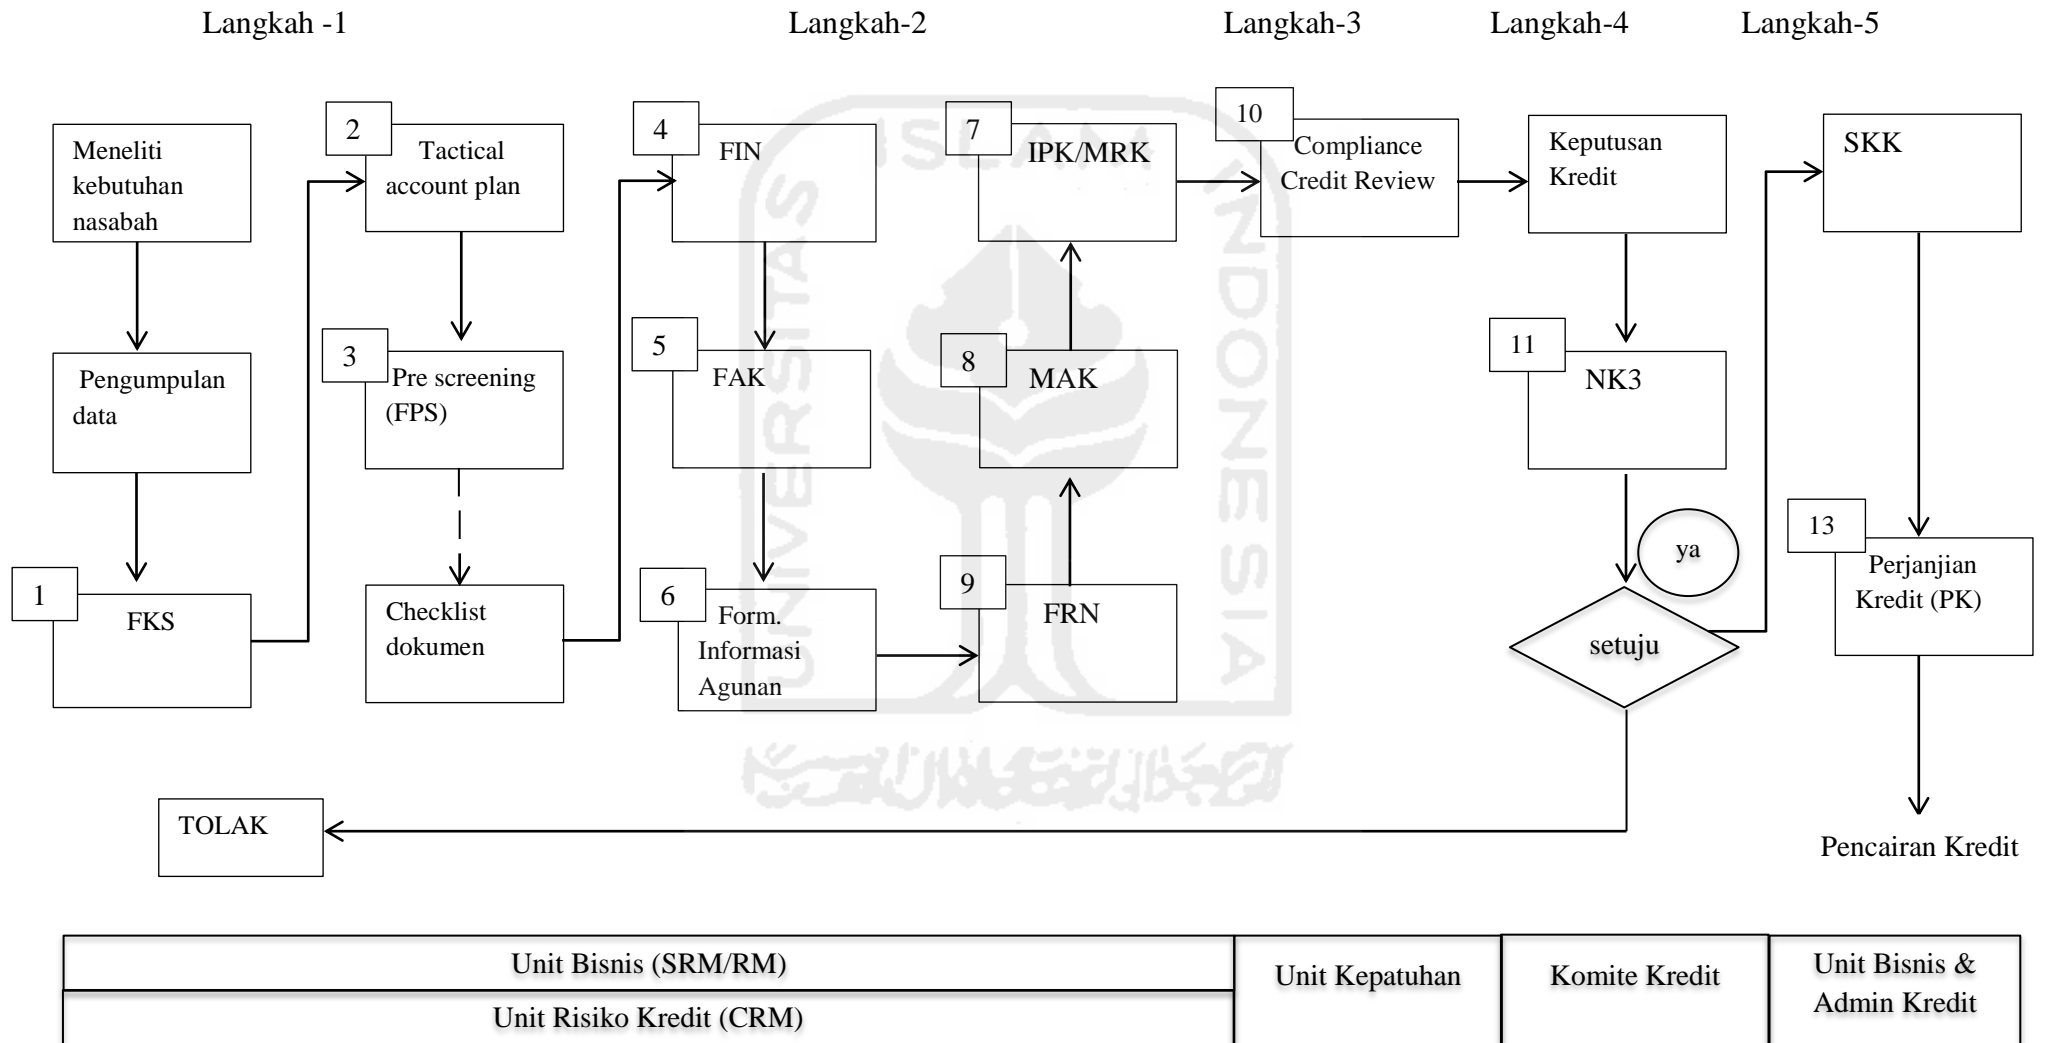 Langkah -1
Langkah-2
Langkah-3
Langkah-4
Langkah-5
Meneliti
kebutuhan
nasabah
Pengumpulan
data
1
FKS
2
Tactical
account plan
3
Pre screening
(FPS)
Checklist
dokumen
4
FIN
5
FAK
6
Form.
Informasi
Agunan
7
IPK/MRK
8
MAK
9
FRN
10
Compliance
Credit Review
Keputusan
Kredit
11
NK3
ya
setuju
SKK
13
Perjanjian
Kredit (PK)
Pencairan Kredit
TOLAK
Unit Bisnis (SRM/RM)
Unit Risiko Kredit (CRM)
Unit Kepatuhan
Komite Kredit
Unit Bisnis &
Admin Kredit
UNIVERSITAS
ISLAM
INDONESIA